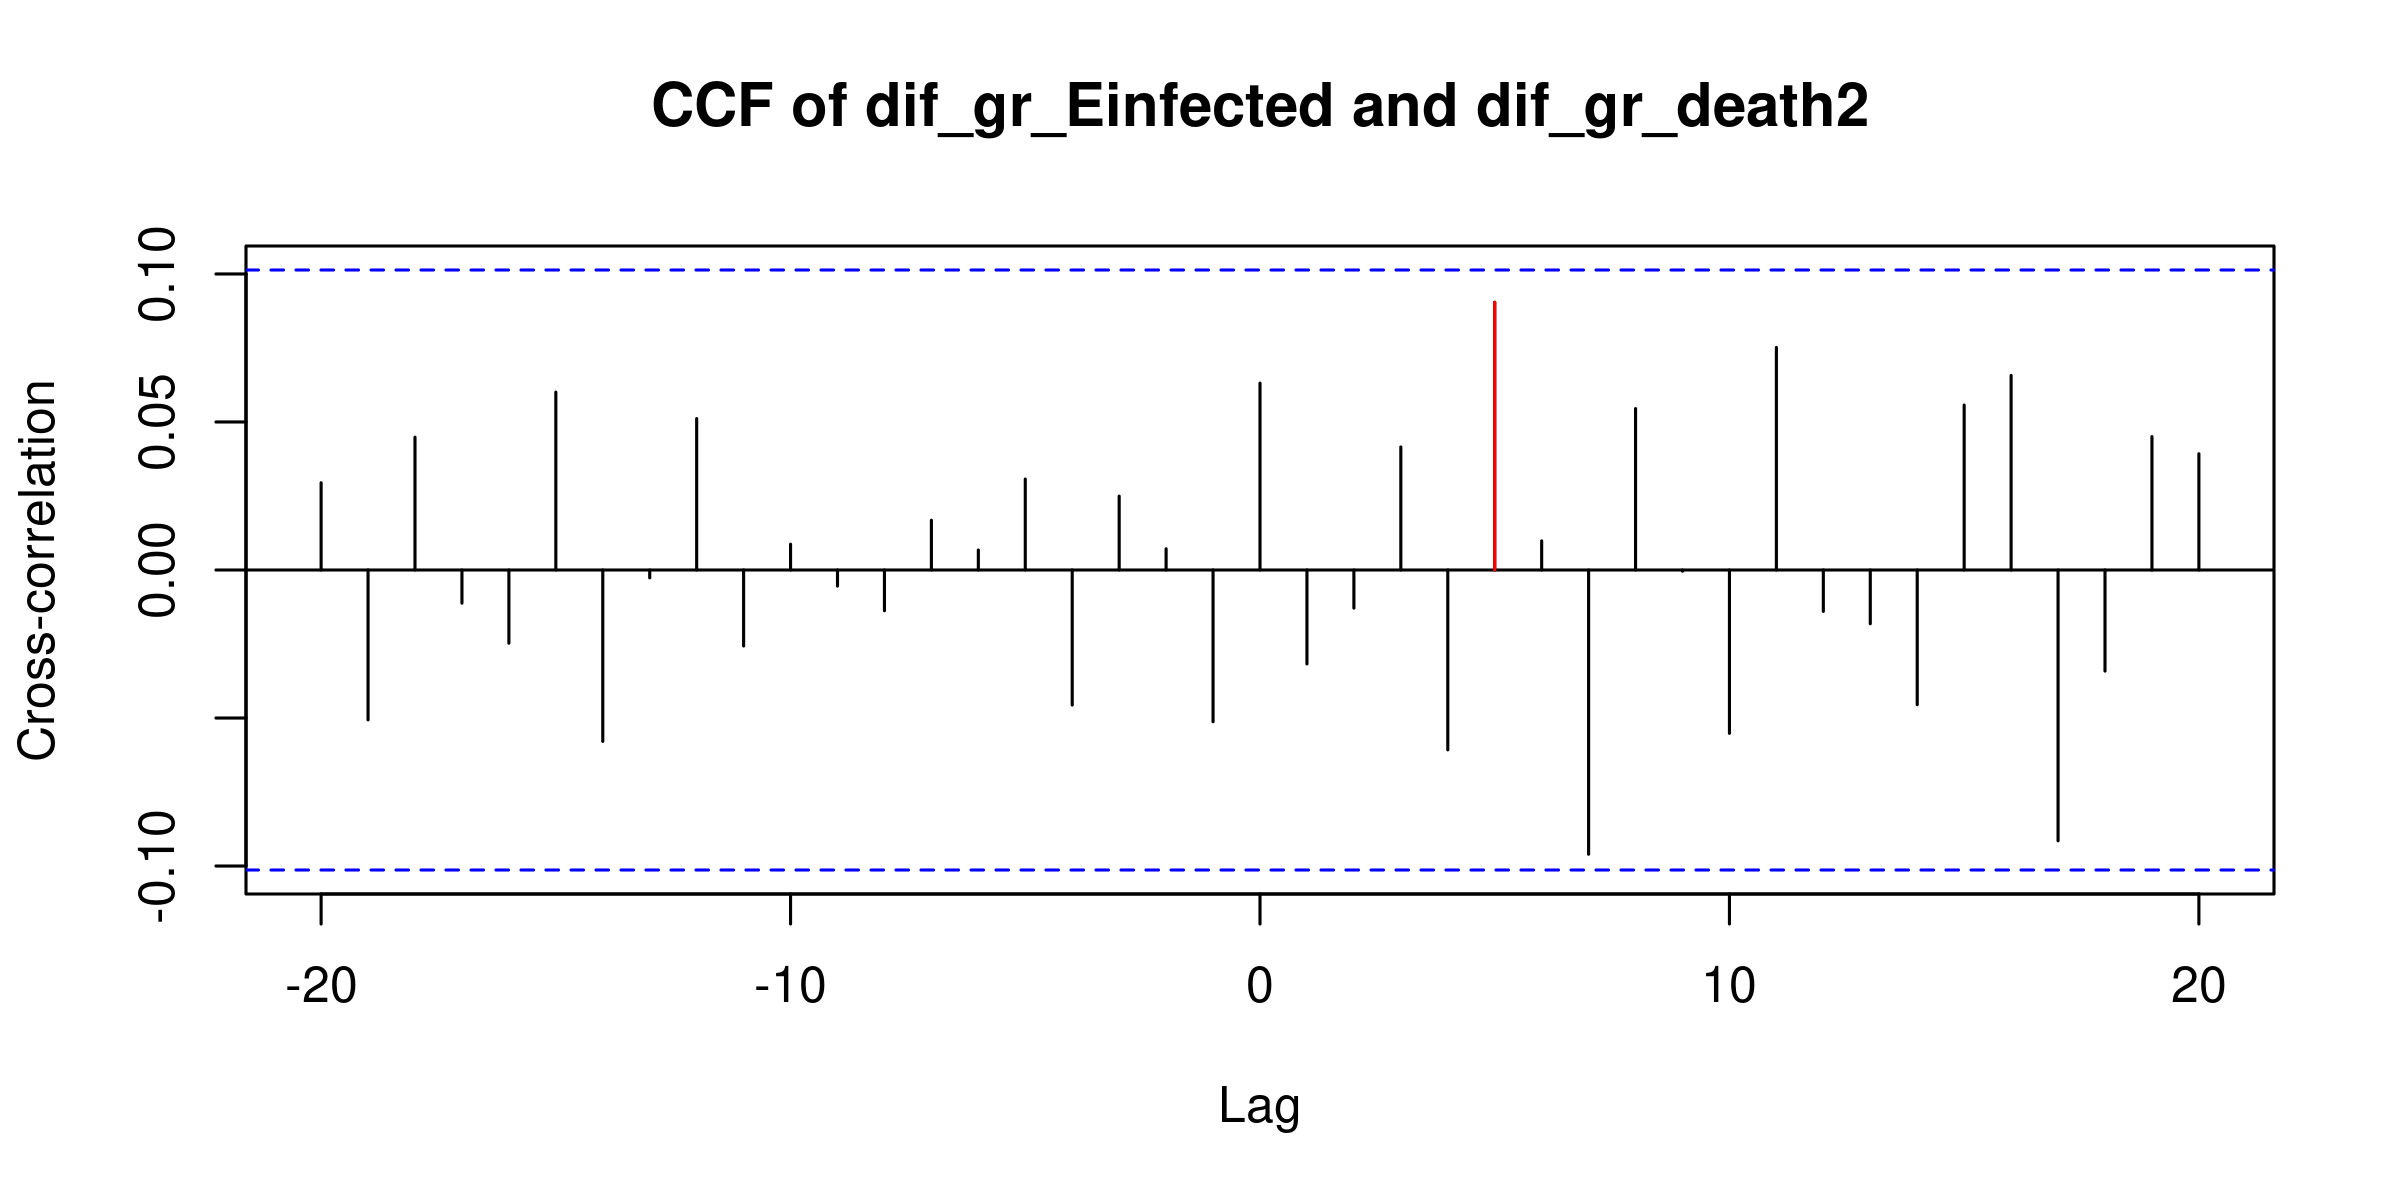 CCF of dif_gr_Einfected and dif_gr_death2
Cross-correlation
0.10
0.05
0.00
-0.10
-20 -10 0 10 20
Lag